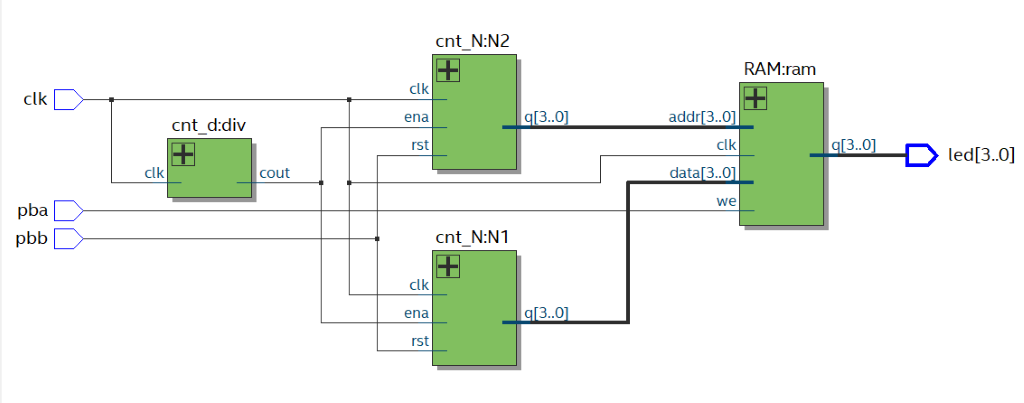 cnt_N:N2
RAM:ram
clk
clk
addr[3..0]
q[3..0]
ena
cnt_d:div
rst
clk
q[3..0]
led[3..0]
clk
cout
data[3..0]
pba
we
pbb
cnt_N:N1
clk
ena
q[3..0]
rst